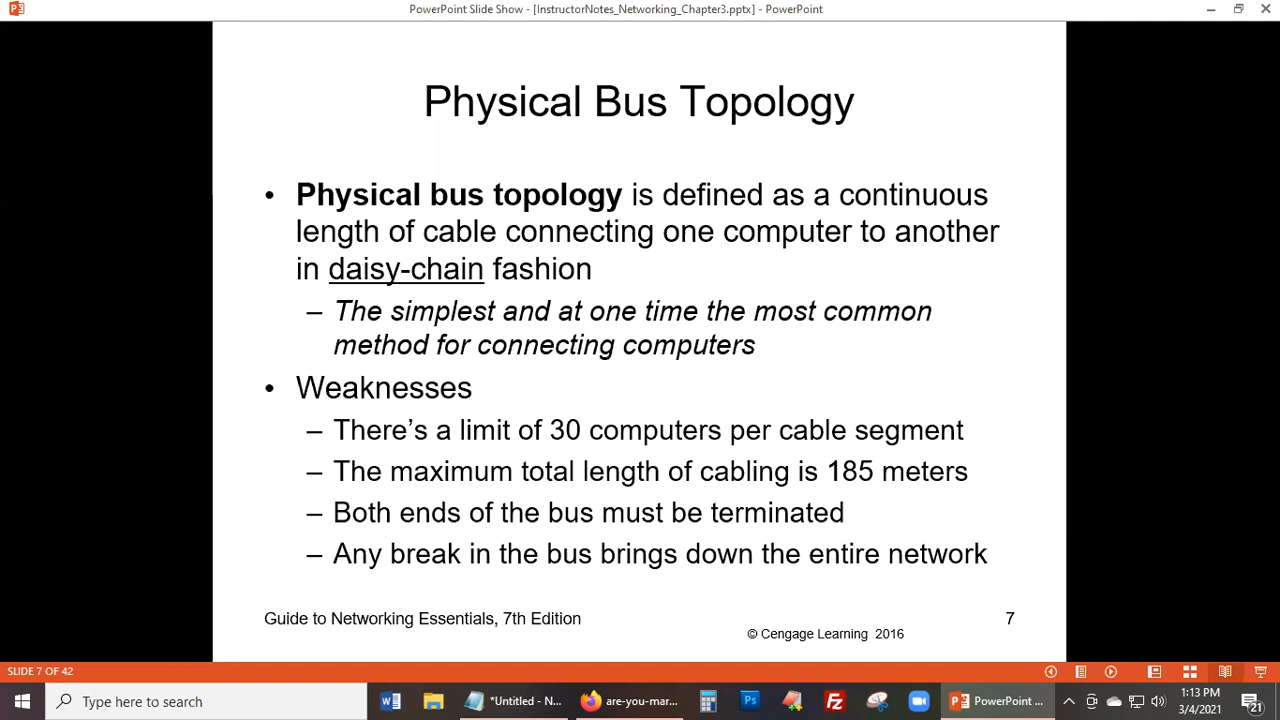 PowerPoint Slide Show - [InstructorNotes_Networking_Chapter3.pptx] - PowerPoint
Physical Bus Topology
• Physical bus topology is defined as a continuous
length of cable connecting one computer to another
in daisy-chain fashion
– The simplest and at one time the most common
method for connecting computers
• Weaknesses
– There’s a limit of 30 computers per cable segment
– The maximum total length of cabling is 185 meters
– Both ends of the bus must be terminated
– Any break in the bus brings down the entire network
Guide to Networking Essentials, 7th Edition
7
© Cengage Learning 2016
SLIDE 7 OF 42
Type here to search
*Untitled - N...
are-you-mar...
PowerPoint ...
1:13 PM
3/4/2021
21